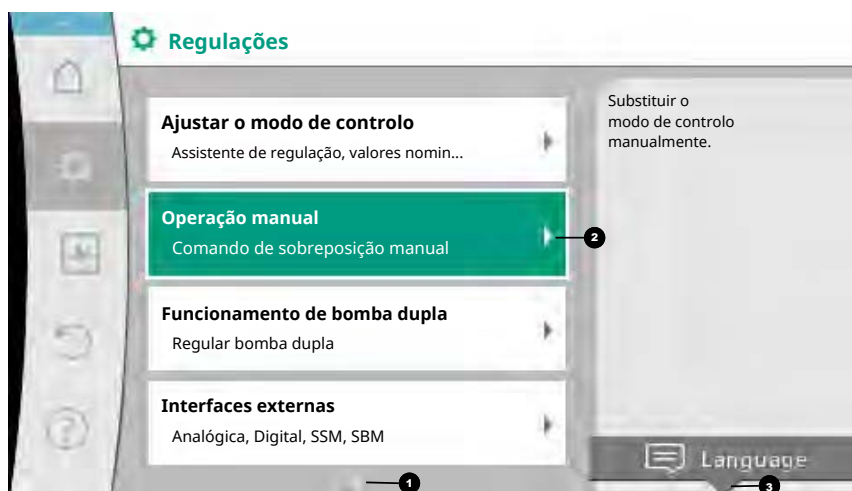 Regulações
Ajustar o modo de controlo
Assistente de regulação, valores nomin...
Operação manual
Comando de sobreposição manual
Funcionamento de bomba dupla
Regular bomba dupla
Interfaces externas
Analógica, Digital, SSM, SBM
Substituir o
modo de controlo
manualmente.
2
Language
1
3